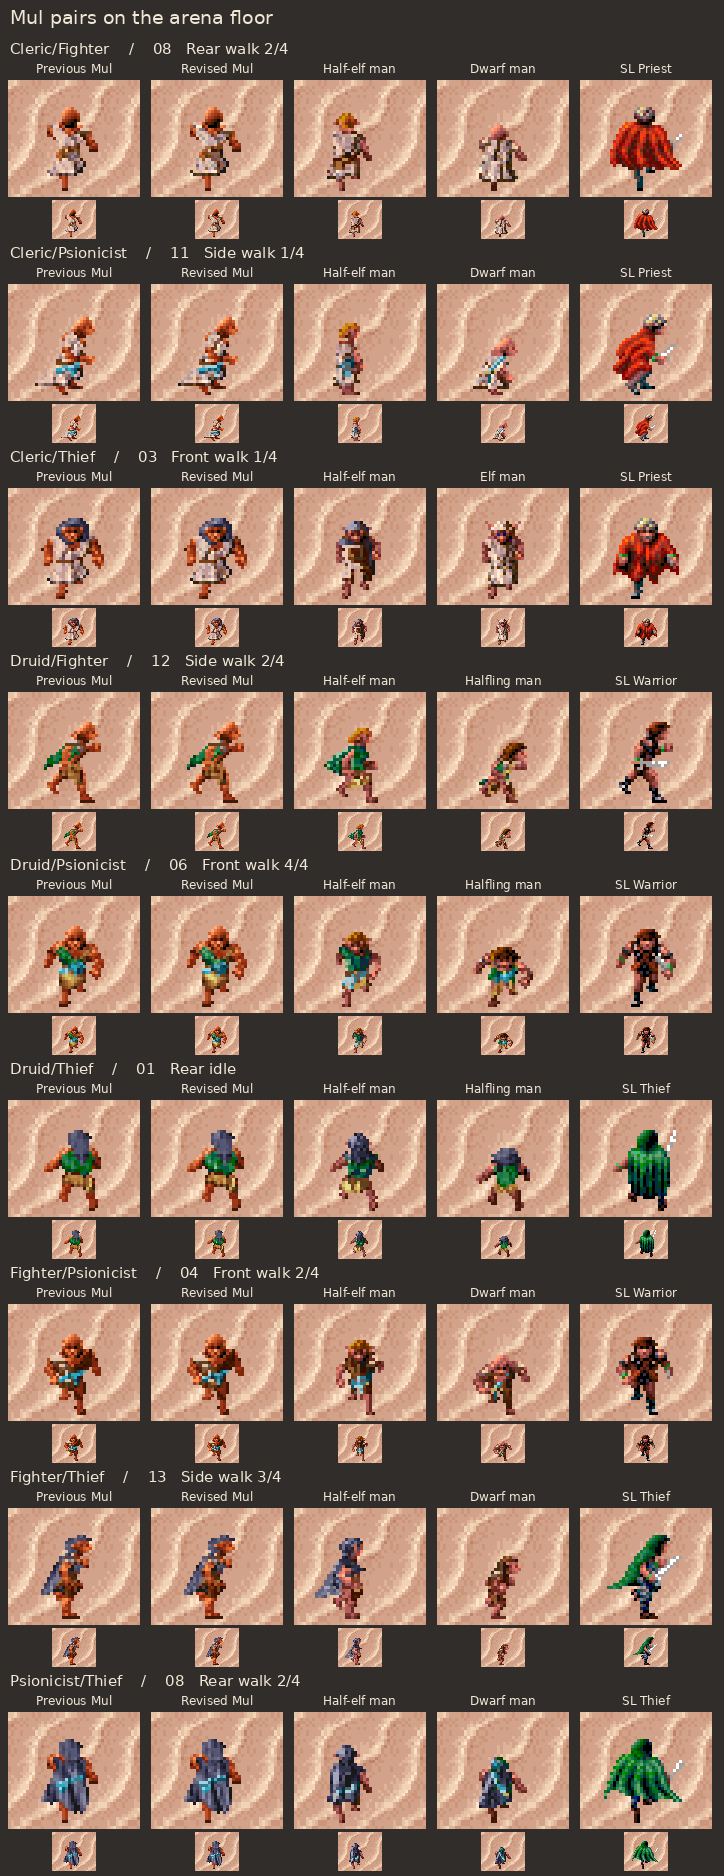 Mul pairs on the arena floor
Cleric/Fighter / 08 Rear walk 2/4
Previous Mul Revised Mul Half-elf man Dwarf man SL Priest
Cleric/Psionicist / 11 Side walk 1/4
Previous Mul Revised Mul Half-elf man Dwarf man SL Priest
Cleric/Thief / 03 Front walk 1/4
Previous Mul Revised Mul Half-elf man Elf man SL Priest
Druid/Fighter / 12 Side walk 2/4
Previous Mul Revised Mul Half-elf man Halfling man SL Warrior
Druid/Psionicist / 06 Front walk 4/4
Previous Mul Revised Mul Half-elf man Halfling man SL Warrior
Druid/Thief / 01 Rear idle
Previous Mul Revised Mul Half-elf man Halfling man SL Thief
Fighter/Psionicist / 04 Front walk 2/4
Previous Mul Revised Mul Half-elf man Dwarf man SL Warrior
Fighter/Thief / 13 Side walk 3/4
Previous Mul Revised Mul Half-elf man Dwarf man SL Thief
Psionicist/Thief / 08 Rear walk 2/4
Previous Mul Revised Mul Half-elf man Dwarf man SL Thief